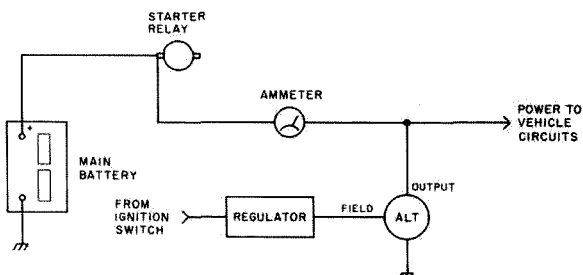 STARTER
RELAY
AMMETER
POWER TO
VEHICLE
CIRCUITS
+
MAIN
BATTERY
OUTPUT
FROM
IGNITION
SWITCH
REGULATOR
FIELD
ALT